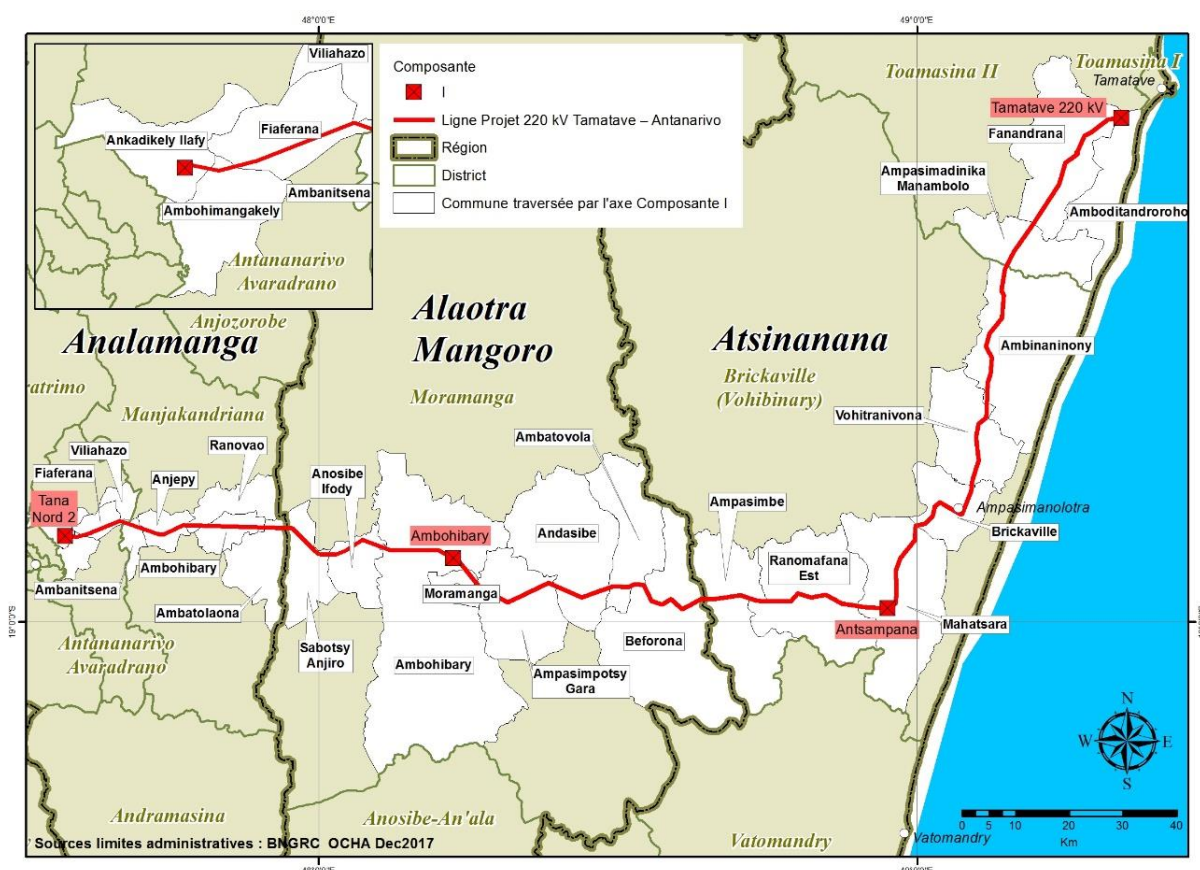 48°0'0"E
49°0'0"E
Viliahazo
Ankadikely Ilafy
Fiaferana
Ambanitsena
Ambohimangakely
Antananarivo
Avaradrano
Composante
I
Ligne Projet 220 kV Tamatave – Antanarivo
Région
District
Commune traversée par l'axe Composante I
Toamasina II
Toamasina I
Tamatave
Tamatave 220 kV
Fanandrana
Ampasimadinika
Manambolo
Amboditandroroho
Anjozorobe
Analamanga
Alaotra
Mangoro
Atsinanana
Ambinaninony
Brickaville
(Vohibinary)
ratrimo
Moramanga
Manjakandriana
Vohitranivona
Ambatovola
Ranovao
Viliahazo
Anjepy
Fiaferana
Anosibe
Ifody
Ampasimbe
Tana
Nord 2
Ampasimanolotra
Ambohibary
Andasibe
Brickaville
Ranomafana
Est
Ambohibary
Ambanitsena
Moramanga
Ambatolaona
Mahatsara
Antsampana
19°0'0"S
Antananarivo
Avaradrano
Sabotsy
Anjiro
Beforona
Ambohibary
Ampasimpotsy
Gara
N
W
E
S
Andramasina
Anosibe-An'ala
Vatomandry
0 5 10 20 30 40
Km
Vatomandry
Sources limites administratives : BNGRC OCHA Dec2017